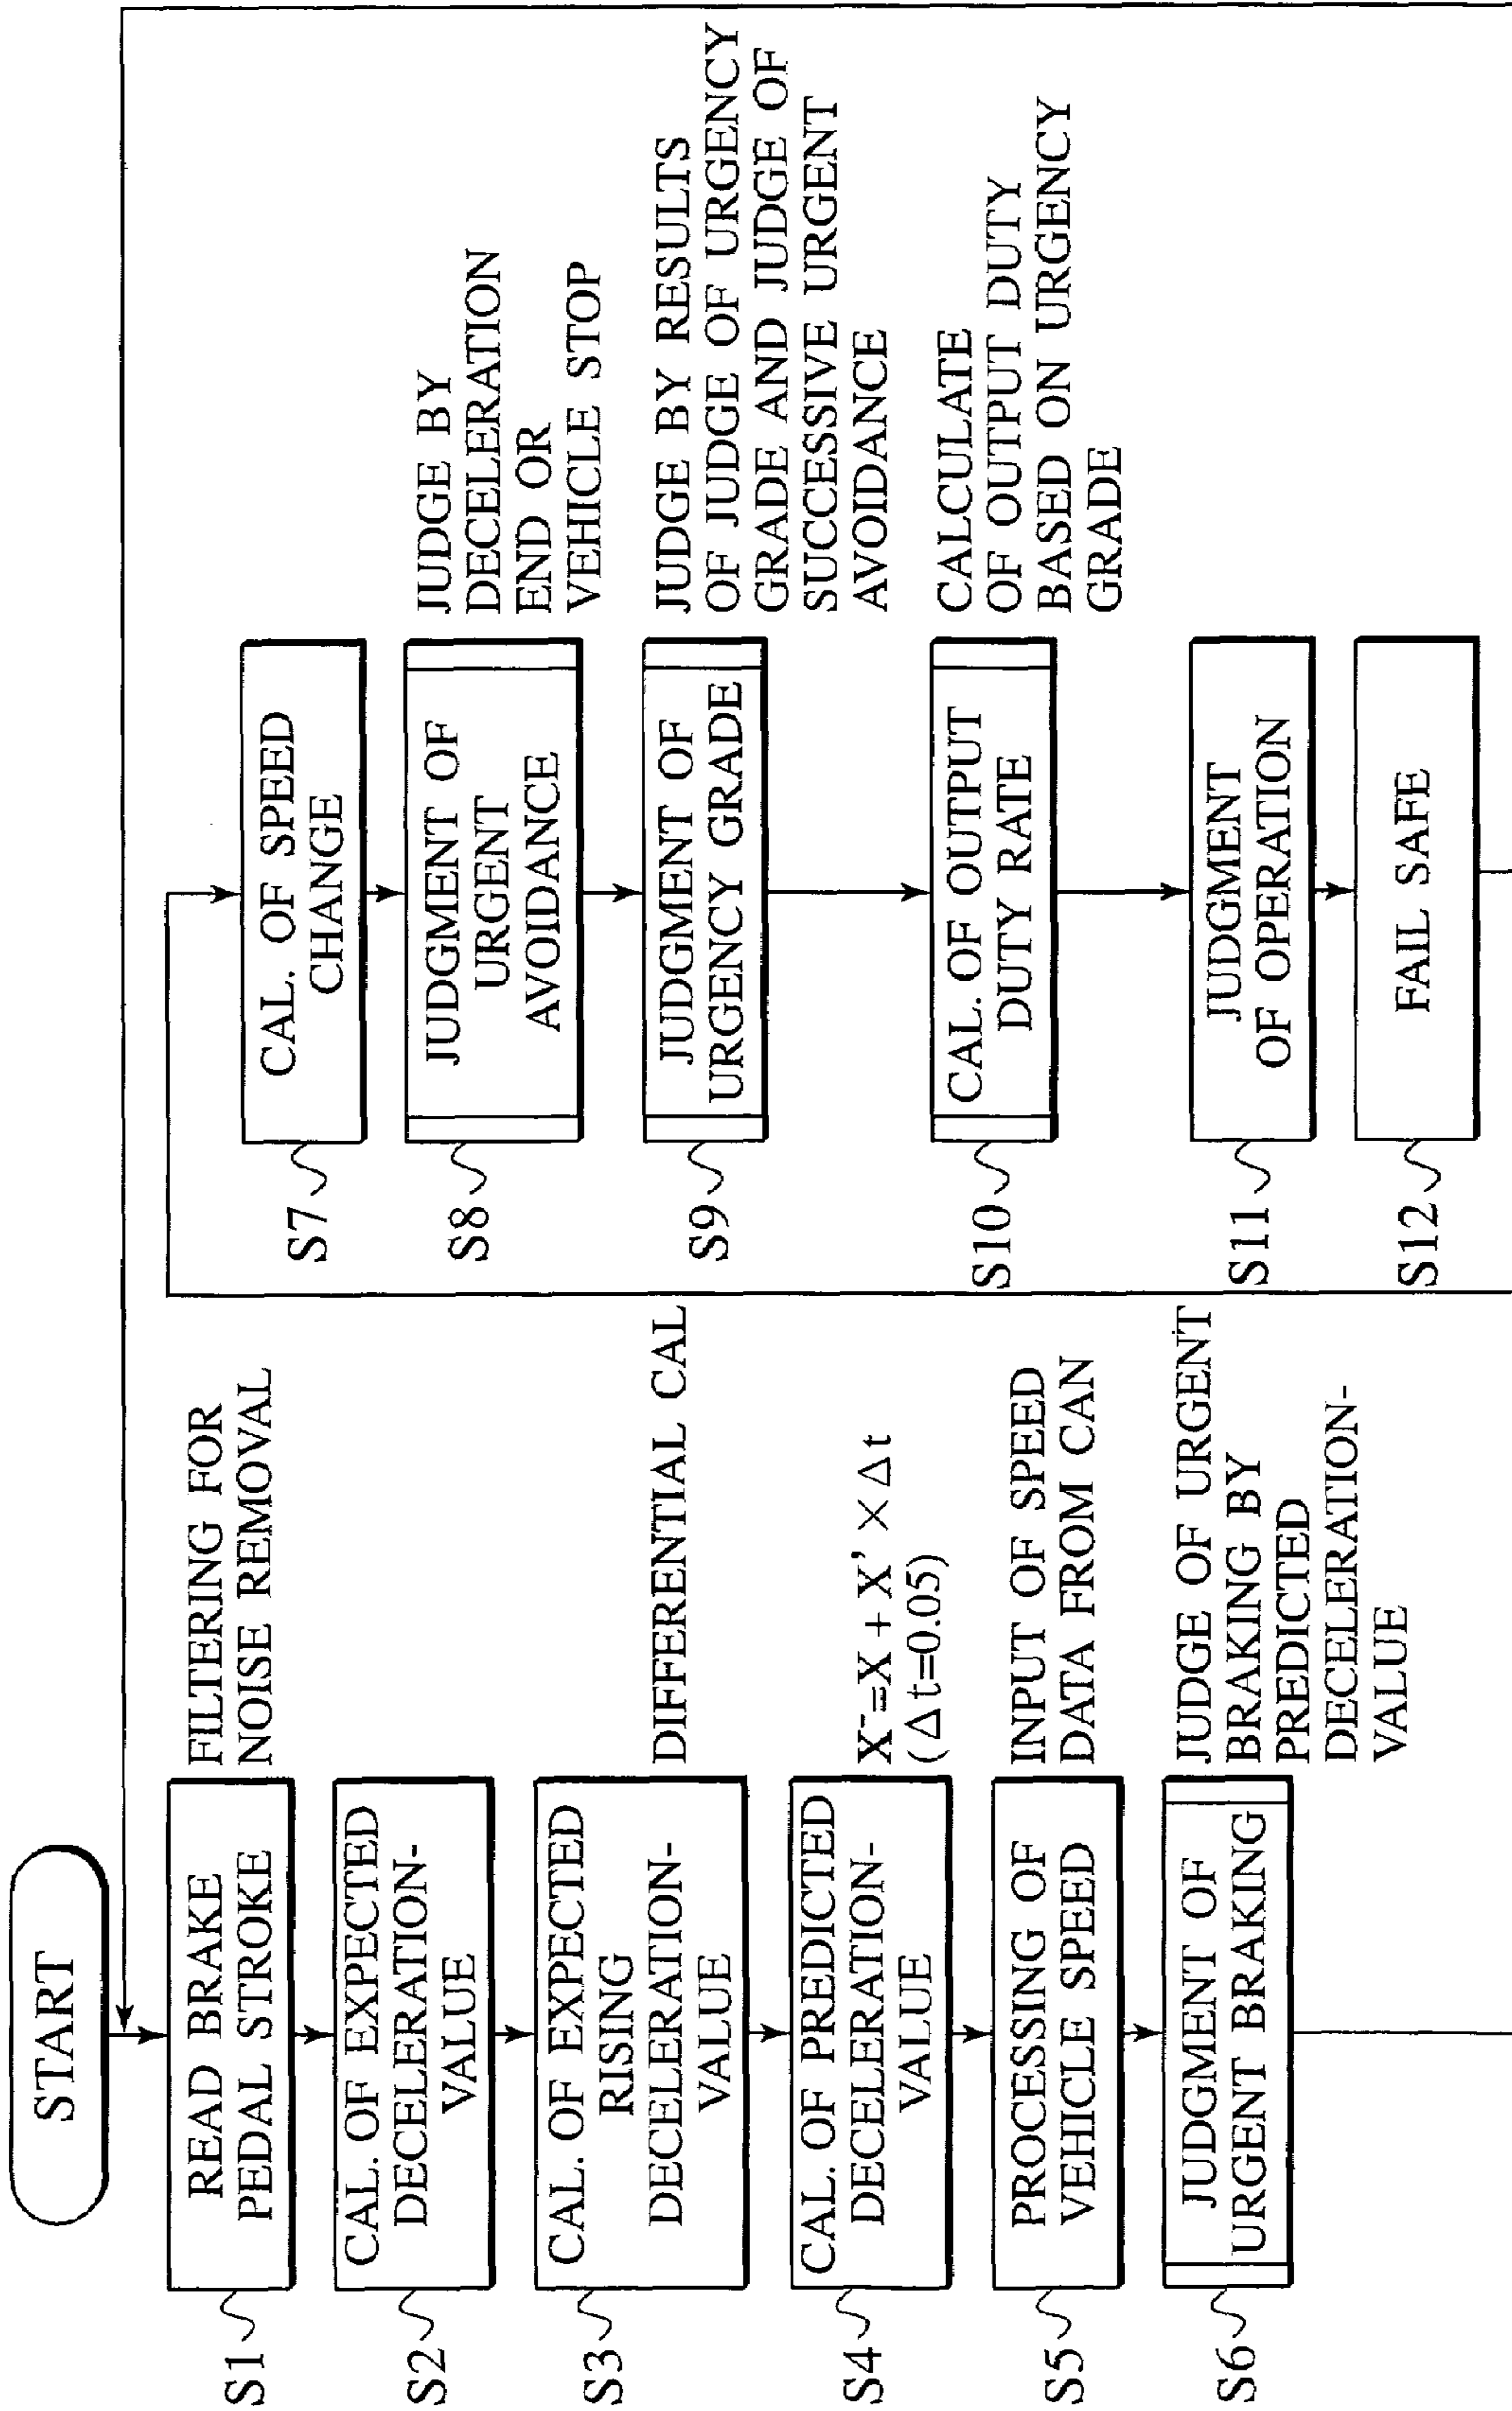 START
S1
READ BRAKE
PEDAL STROKE
FILTERING FOR
NOISE REMOVAL
S2
CAL. OF EXPECTED
DECELERATION-
VALUE
S3
CAL. OF EXPECTED
RISING
DECELERATION-
VALUE
DIFFERENTIAL CAL
S4
CAL. OF PREDICTED
DECELERATION-
VALUE
X⁻=X + X' × Δt
(Δt=0.05)
S5
PROCESSING OF
VEHICLE SPEED
INPUT OF SPEED
DATA FROM CAN
S6
JUDGMENT OF
URGENT BRAKING
JUDGE OF URGENT
BRAKING BY
PREDICTED
DECELERATION-
VALUE
S7
CAL. OF SPEED
CHANGE
S8
JUDGMENT OF
URGENT
AVOIDANCE
JUDGE BY
DECELERATION
END OR
VEHICLE STOP
S9
JUDGMENT OF
URGENCY GRADE
JUDGE BY RESULTS
OF JUDGE OF URGENCY
GRADE AND JUDGE OF
SUCCESSIVE URGENT
AVOIDANCE
S10
CAL. OF OUTPUT
DUTY RATE
CALCULATE
OF OUTPUT DUTY
BASED ON URGENCY
GRADE
S11
JUDGMENT
OF OPERATION
S12
FAIL SAFE